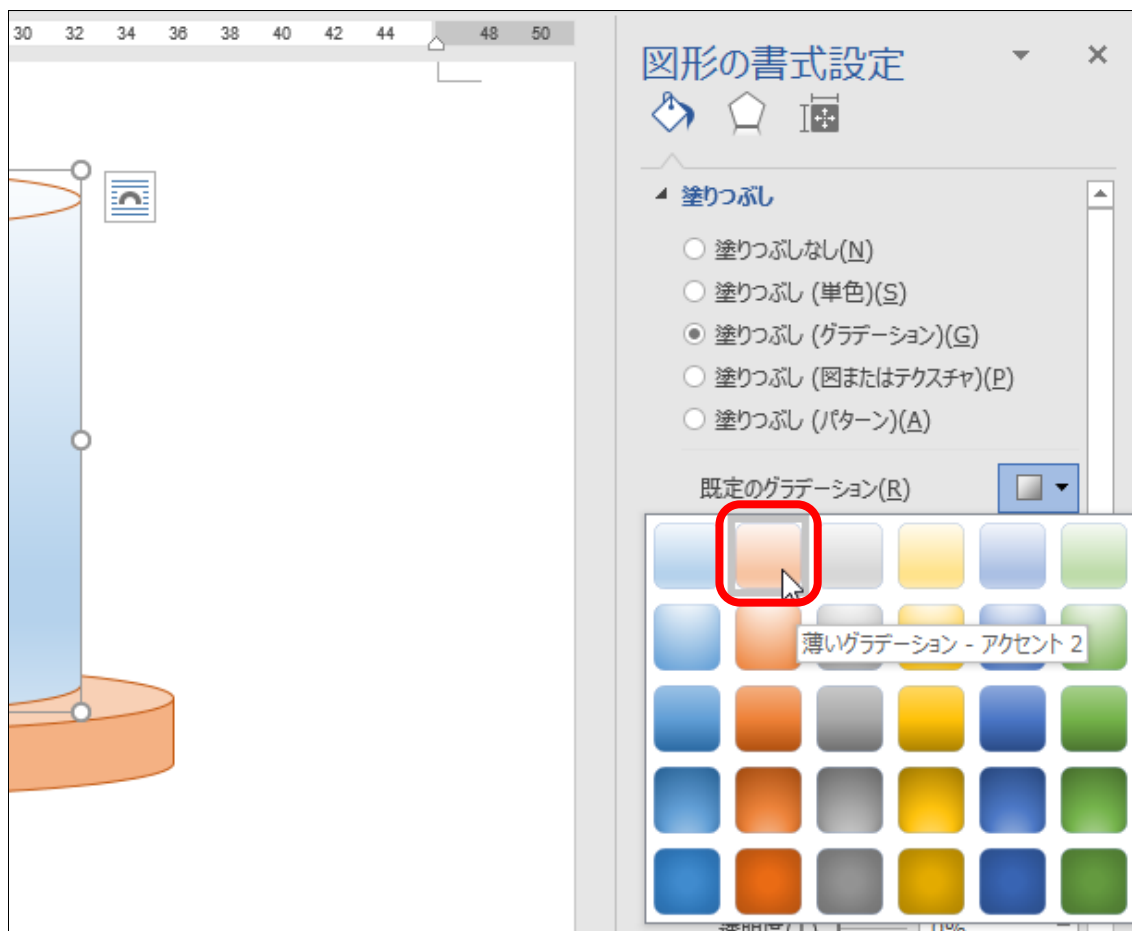 30 32 34 36 38 40 42 44 48 50
図形の書式設定
塗りつぶし
塗りつぶしなし(N)
塗りつぶし (単色)(S)
塗りつぶし (グラデーション)(G)
塗りつぶし (図またはテクスチャ)(P)
塗りつぶし (パターン)(A)
既定のグラデーション(R)
薄いグラデーション - アクセント 2
透明度(T) 0%